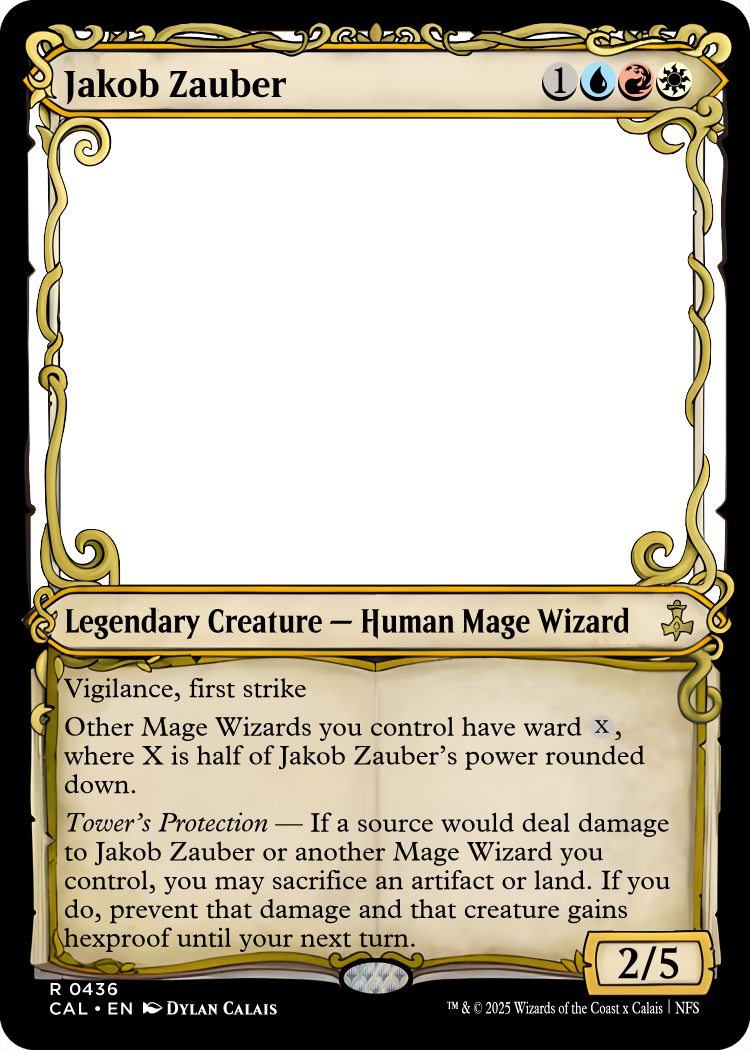 Jakob Zauber 1
Legendary Creature — Human Mage Wizard
Vigilance, first strike
Other Mage Wizards you control have ward X,
where X is half of Jakob Zauber's power rounded
down.
Tower's Protection — If a source would deal damage
to Jakob Zauber or another Mage Wizard you
control, you may sacrifice an artifact or land. If you
do, prevent that damage and that creature gains
hexproof until your next turn.
2/5
R 0436
CAL • EN Dylan Calais
™ & © 2025 Wizards of the Coast x Calais | NFS